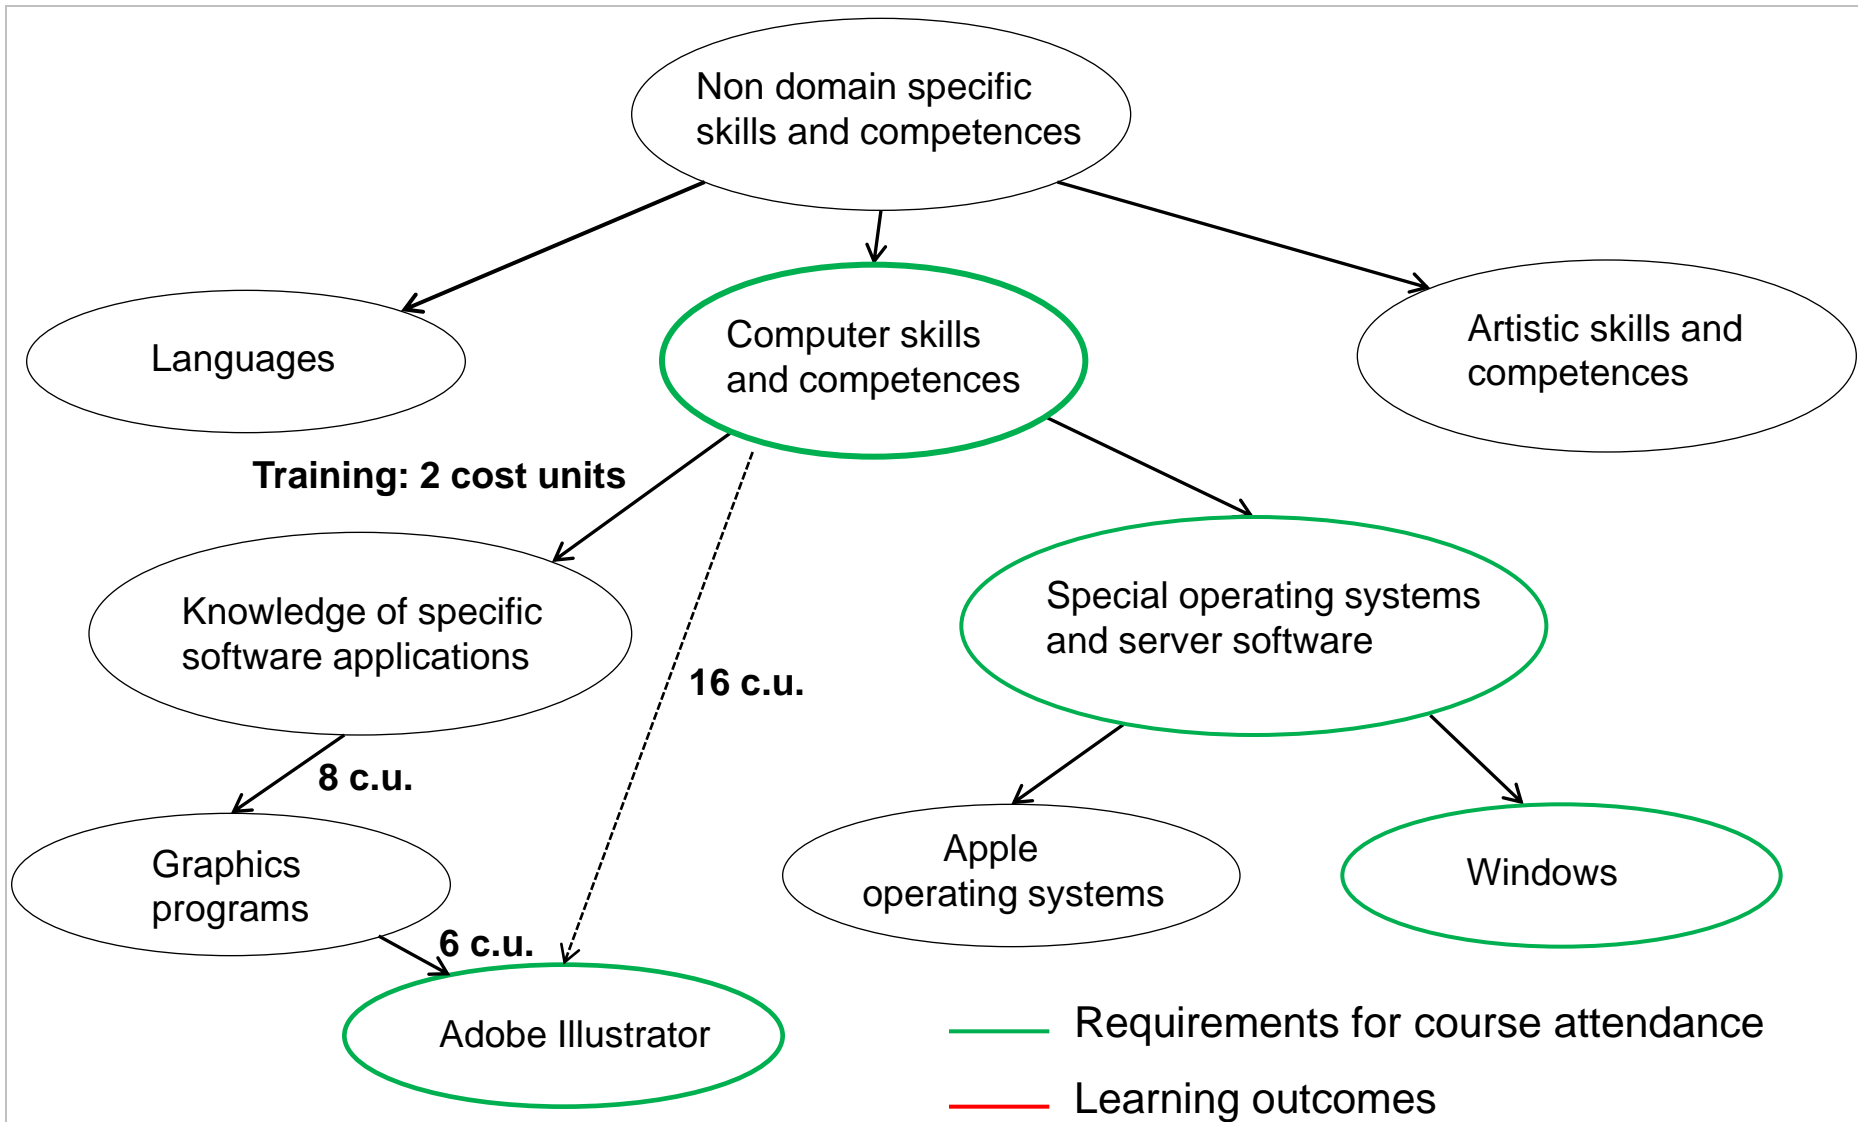 Non domain specific
skills and competences
Languages
Computer skills
and competences
Artistic skills and
competences
Training: 2 cost units
Knowledge of specific
software applications
Special operating systems
and server software
16 c.u.
8 c.u.
Graphics
programs
Apple
operating systems
Windows
6 c.u.
Adobe Illustrator
Requirements for course attendance
Learning outcomes